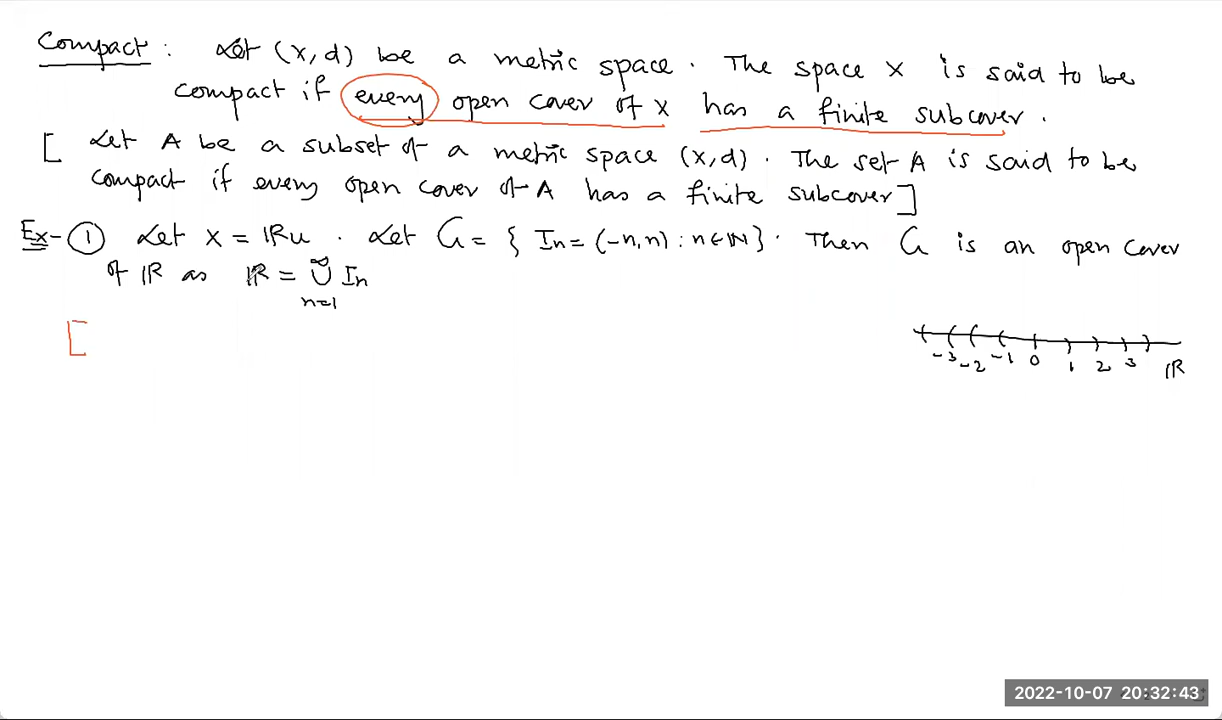 Compact : Let (X, d) be a metric space. The space X is said to be
compact if every open cover of X has a finite subcover.
[ Let A be a subset of a metric space (X, d). The set A is said to be
compact if every open cover of A has a finite subcover ]
Ex- ① Let X = ℝu . Let G = { In = (-n, n) : n ∈ ℕ }. Then G is an open cover
of ℝ as ℝ = ∞∪n=1 In
[
-3 -2 -1 0 1 2 3 ℝ
2022-10-07 20:32:43